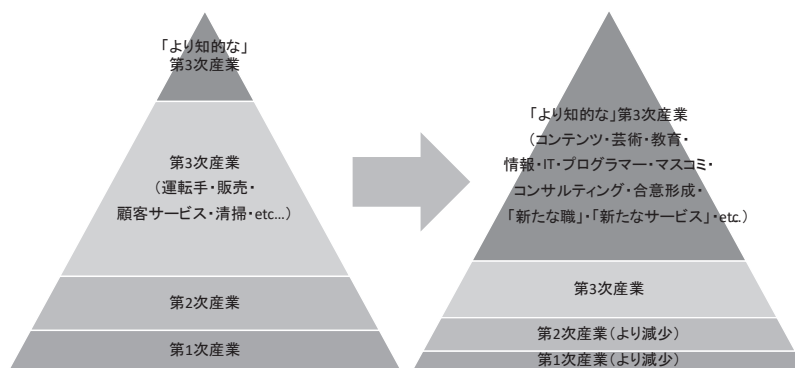 「より知的な」
第3次産業
第3次産業
(運転手・販売・
顧客サービス・清掃・etc...)
第2次産業
第1次産業
「より知的な」第3次産業
(コンテンツ・芸術・教育・
情報・IT・プログラマー・マスコミ・
コンサルティング・合意形成・
「新たな職」・「新たなサービス」・etc.)
第3次産業
第2次産業(より減少)
第1次産業(より減少)